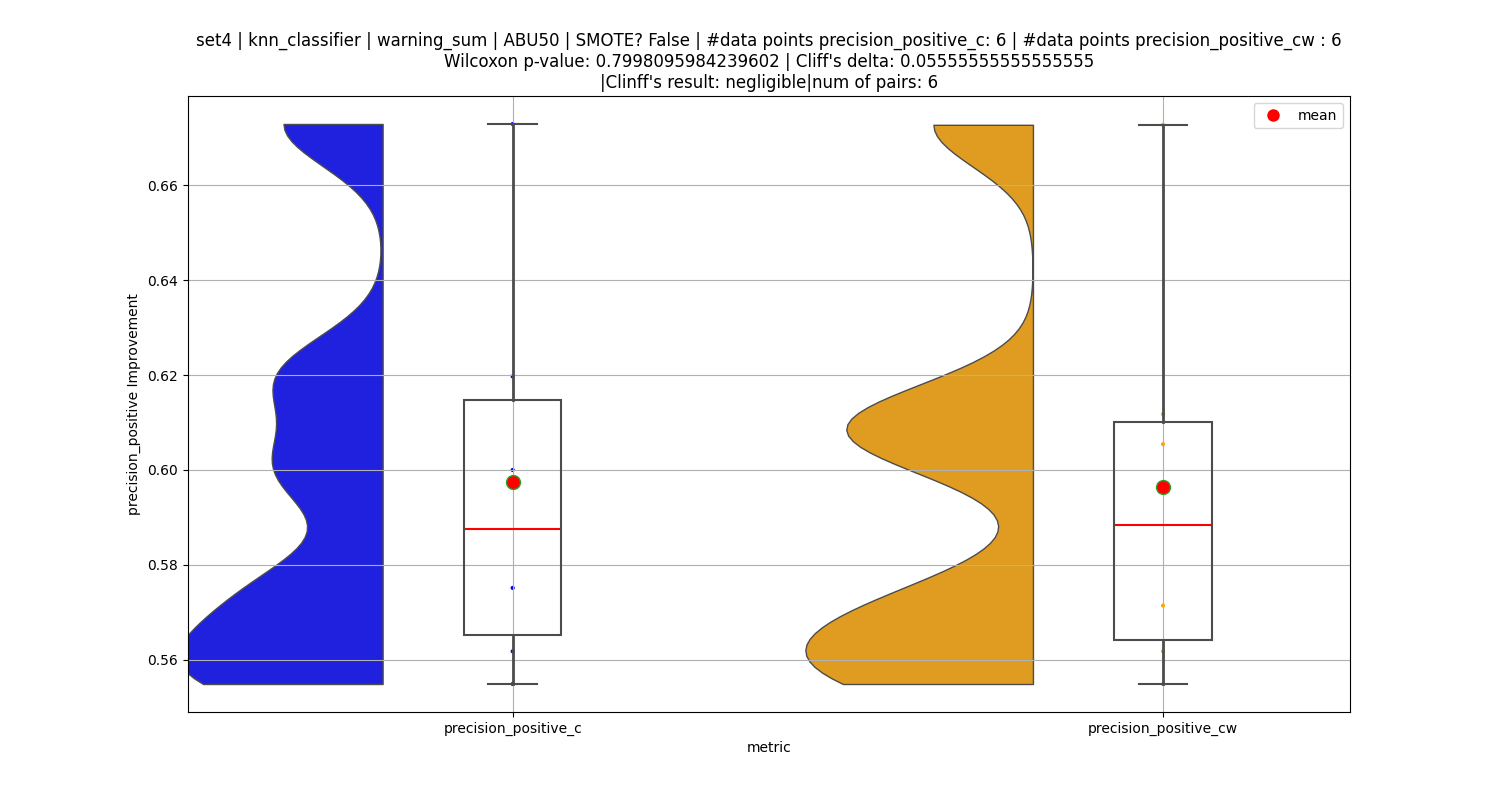 set4 | knn_classifier | warning_sum | ABU50 | SMOTE? False | #data points precision_positive_c: 6 | #data points precision_positive_cw : 6
Wilcoxon p-value: 0.7998095984239602 | Cliff's delta: 0.05555555555555555
|Clinff's result: negligible|num of pairs: 6
mean
0.66
0.64
0.62
0.60
0.58
0.56
precision_positive Improvement
precision_positive_c
precision_positive_cw
metric